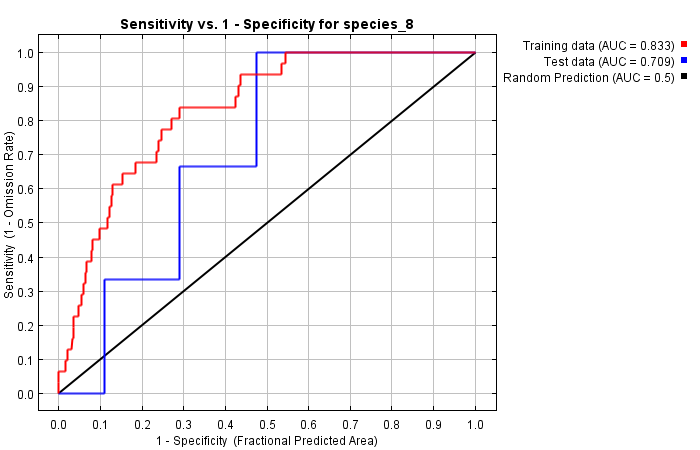 Sensitivity vs. 1 - Specificity for species_8
Training data (AUC = 0.833)
Test data (AUC = 0.709)
Random Prediction (AUC = 0.5)
Sensitivity (1 - Omission Rate)
1.0
0.9
0.8
0.7
0.6
0.5
0.4
0.3
0.2
0.1
0.0
0.0 0.1 0.2 0.3 0.4 0.5 0.6 0.7 0.8 0.9 1.0
1 - Specificity (Fractional Predicted Area)